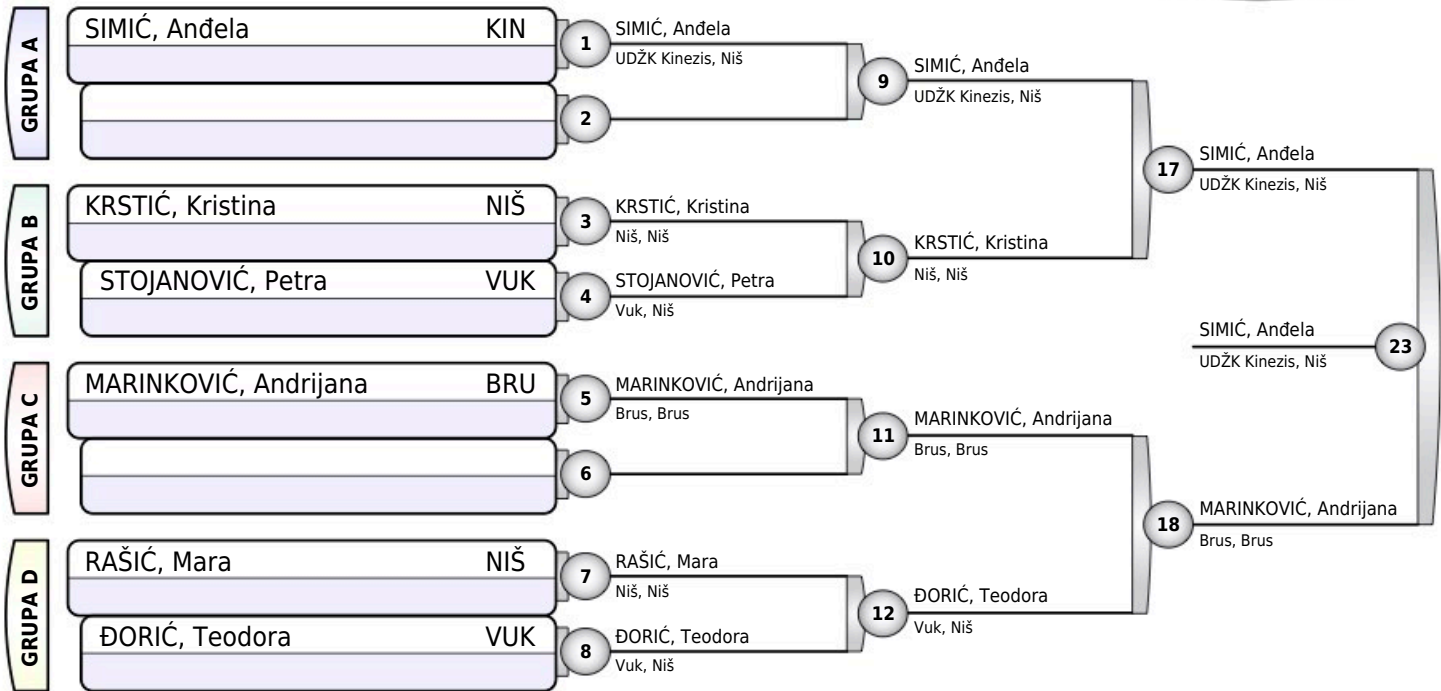 GRUPA A
SIMIĆ, Anđela KIN
1
SIMIĆ, Anđela
UDŽK Kinezis, Niš
2
9
SIMIĆ, Anđela
UDŽK Kinezis, Niš
GRUPA B
KRSTIĆ, Kristina NIŠ
3
KRSTIĆ, Kristina
Niš, Niš
STOJANOVIĆ, Petra VUK
4
STOJANOVIĆ, Petra
Vuk, Niš
10
KRSTIĆ, Kristina
Niš, Niš
17
SIMIĆ, Anđela
UDŽK Kinezis, Niš
GRUPA C
MARINKOVIĆ, Andrijana BRU
5
MARINKOVIĆ, Andrijana
Brus, Brus
6
11
MARINKOVIĆ, Andrijana
Brus, Brus
GRUPA D
RAŠIĆ, Mara NIŠ
7
RAŠIĆ, Mara
Niš, Niš
ĐORIĆ, Teodora VUK
8
ĐORIĆ, Teodora
Vuk, Niš
12
ĐORIĆ, Teodora
Vuk, Niš
18
MARINKOVIĆ, Andrijana
Brus, Brus
SIMIĆ, Anđela
UDŽK Kinezis, Niš
23